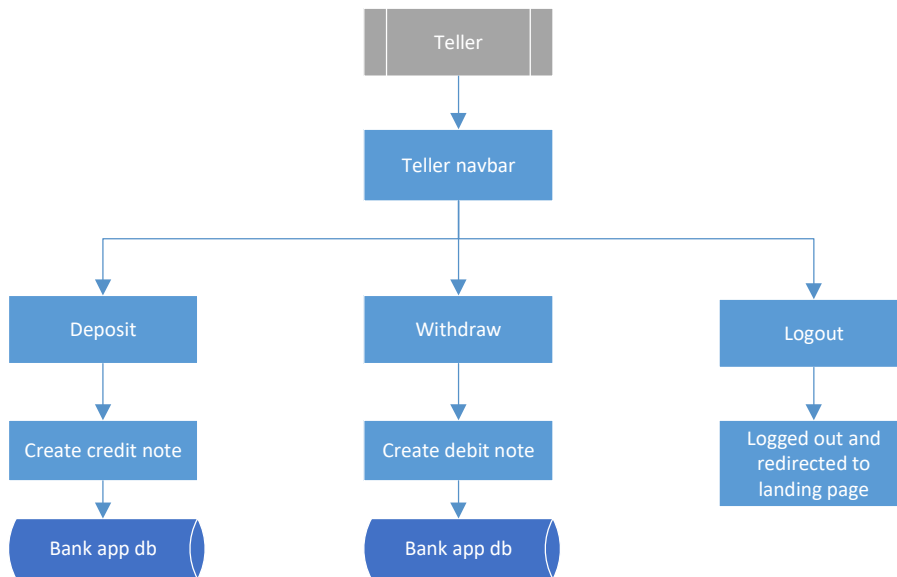 Teller
Teller navbar
Deposit
Withdraw
Logout
Create credit note
Create debit note
Logged out and
redirected to
landing page
Bank app db
Bank app db